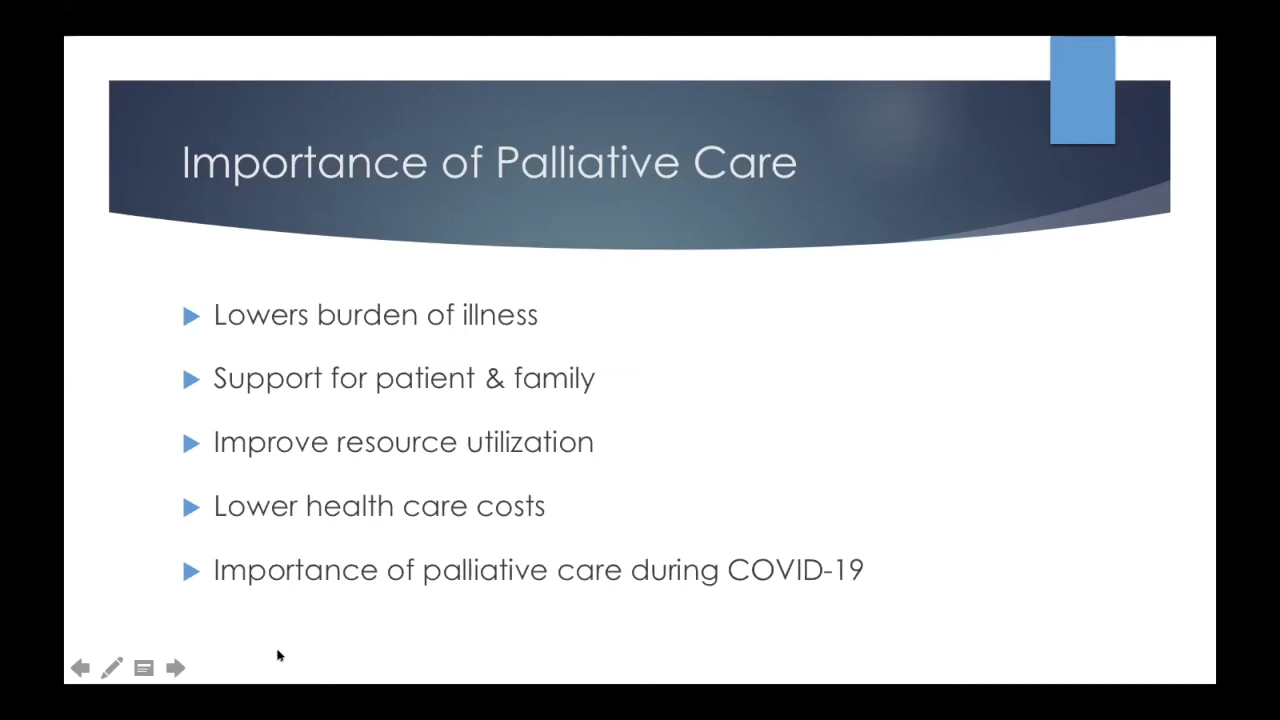 Importance of Palliative Care
Lowers burden of illness
Support for patient & family
Improve resource utilization
Lower health care costs
Importance of palliative care during COVID-19